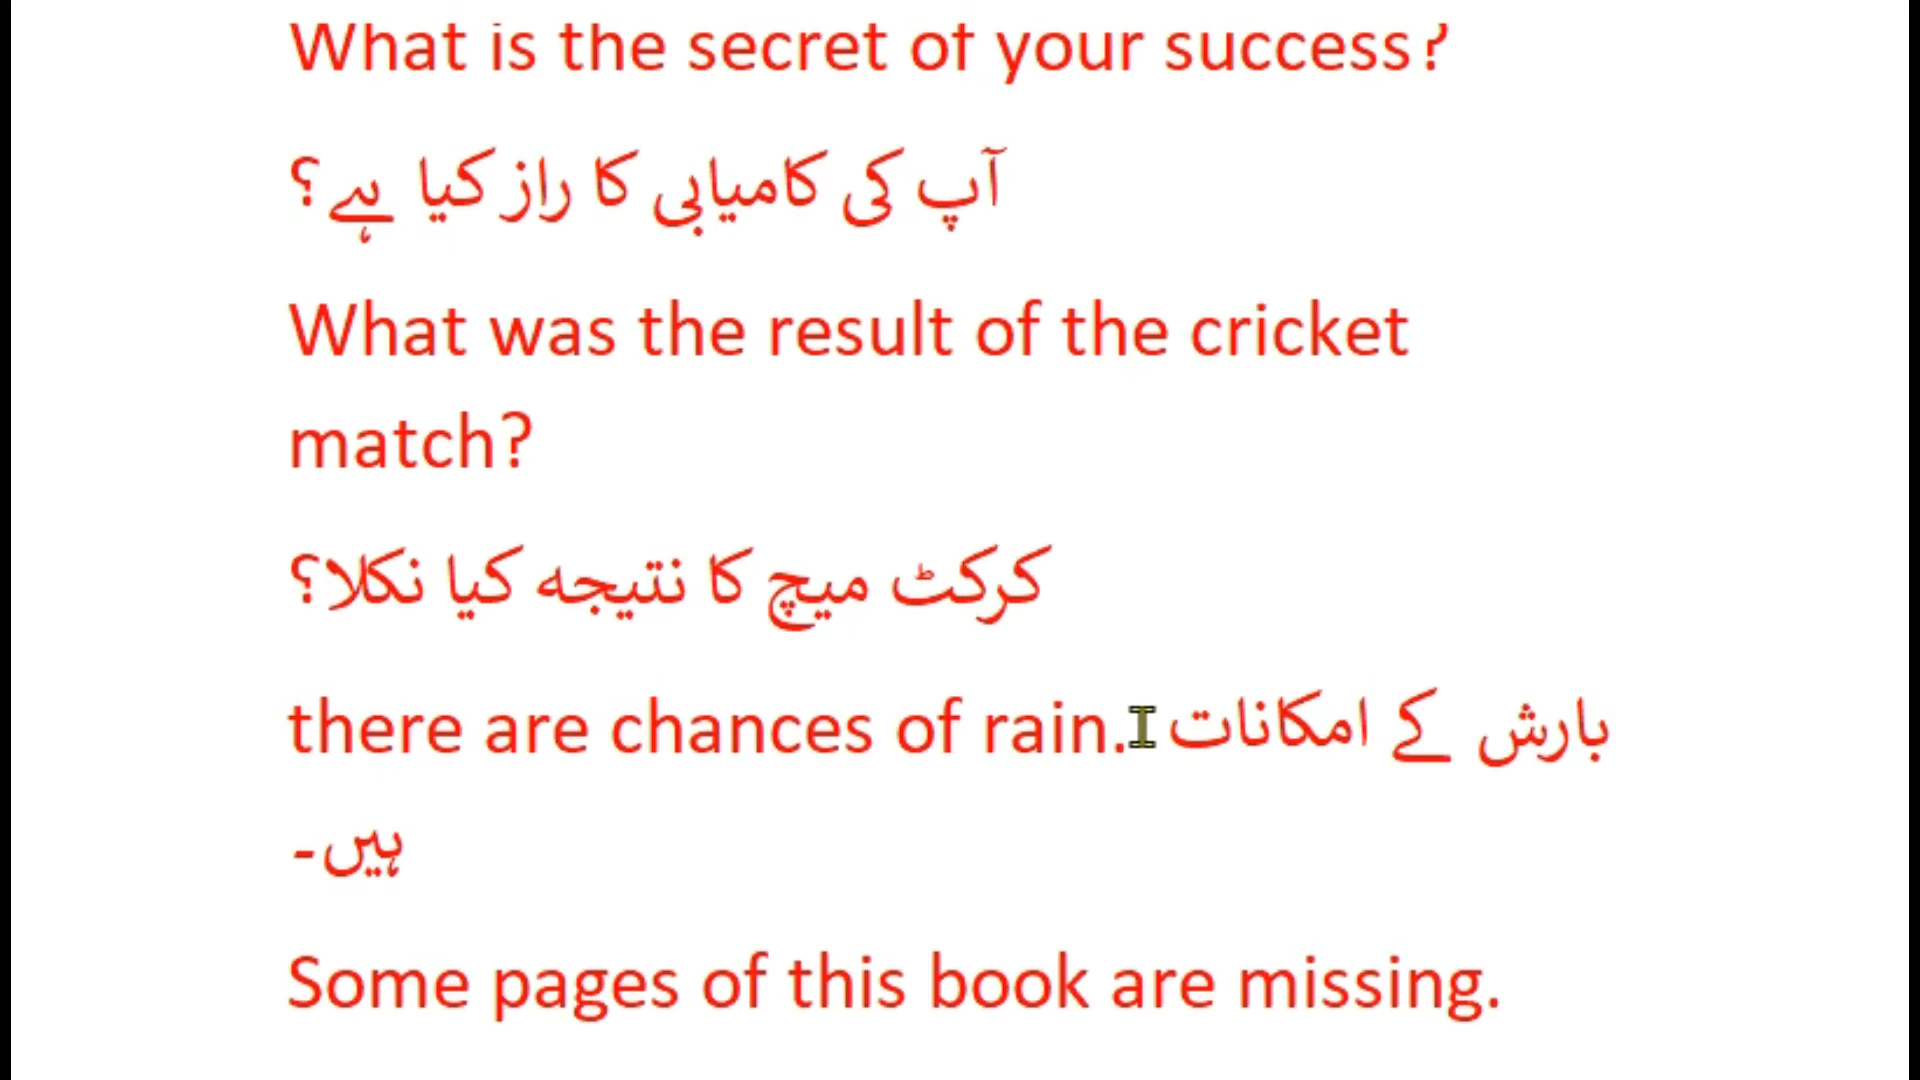 What is the secret of your success?
آپ کی کامیابی کا راز کیا ہے؟
What was the result of the cricket
match?
کرکٹ میچ کا نتیجہ کیا نکلا؟
there are chances of rain. بارش کے امکانات
ہیں۔
Some pages of this book are missing.